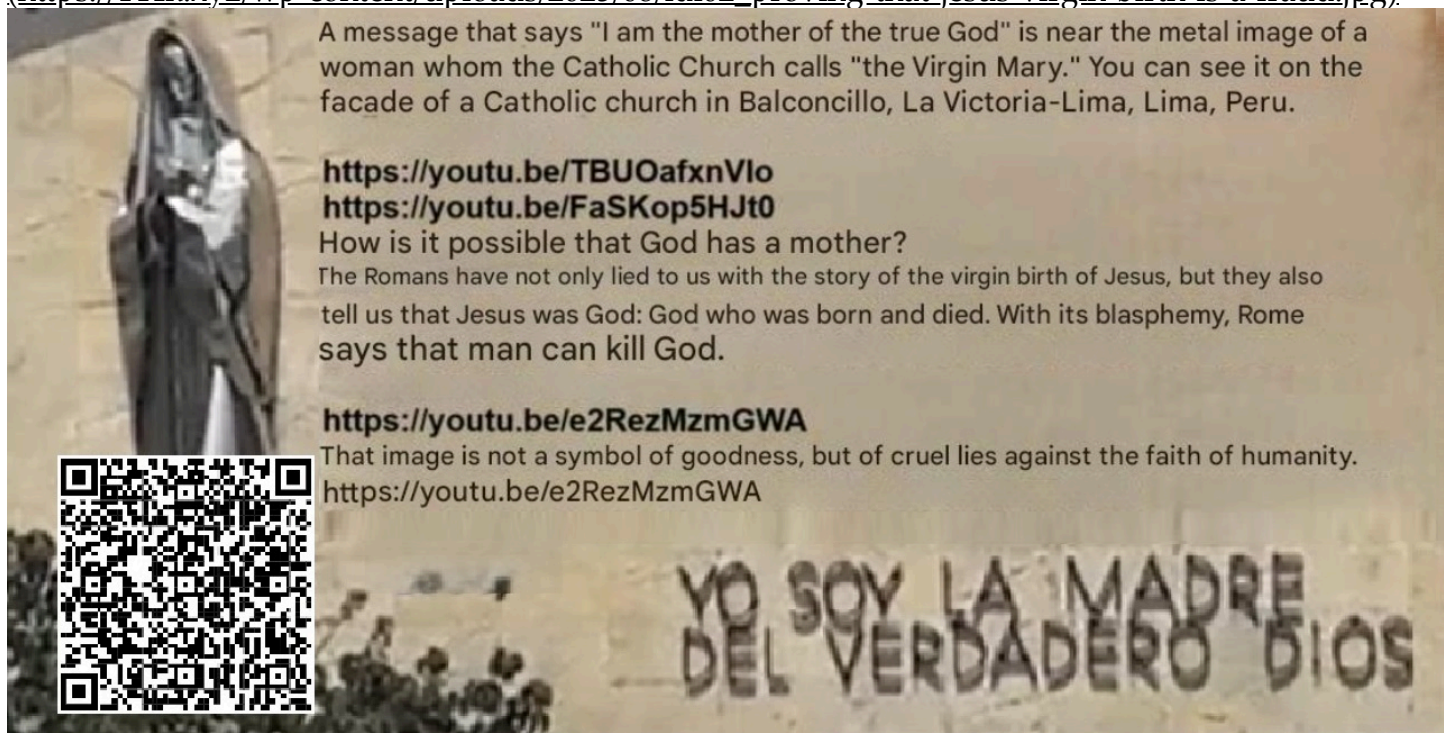 A message that says "I am the mother of the true God" is near the metal image of a
woman whom the Catholic Church calls "the Virgin Mary." You can see it on the
facade of a Catholic church in Balconcillo, La Victoria-Lima, Lima, Peru.
https://youtu.be/TBUOafxnVIo
https://youtu.be/FaSKop5HJt0
How is it possible that God has a mother?
The Romans have not only lied to us with the story of the virgin birth of Jesus, but they also
tell us that Jesus was God: God who was born and died. With its blasphemy, Rome
says that man can kill God.
https://youtu.be/e2RezMzmGWA
That image is not a symbol of goodness, but of cruel lies against the faith of humanity.
https://youtu.be/e2RezMzmGWA
YO SOY LA MADRE
DEL VERDADERO DIOS